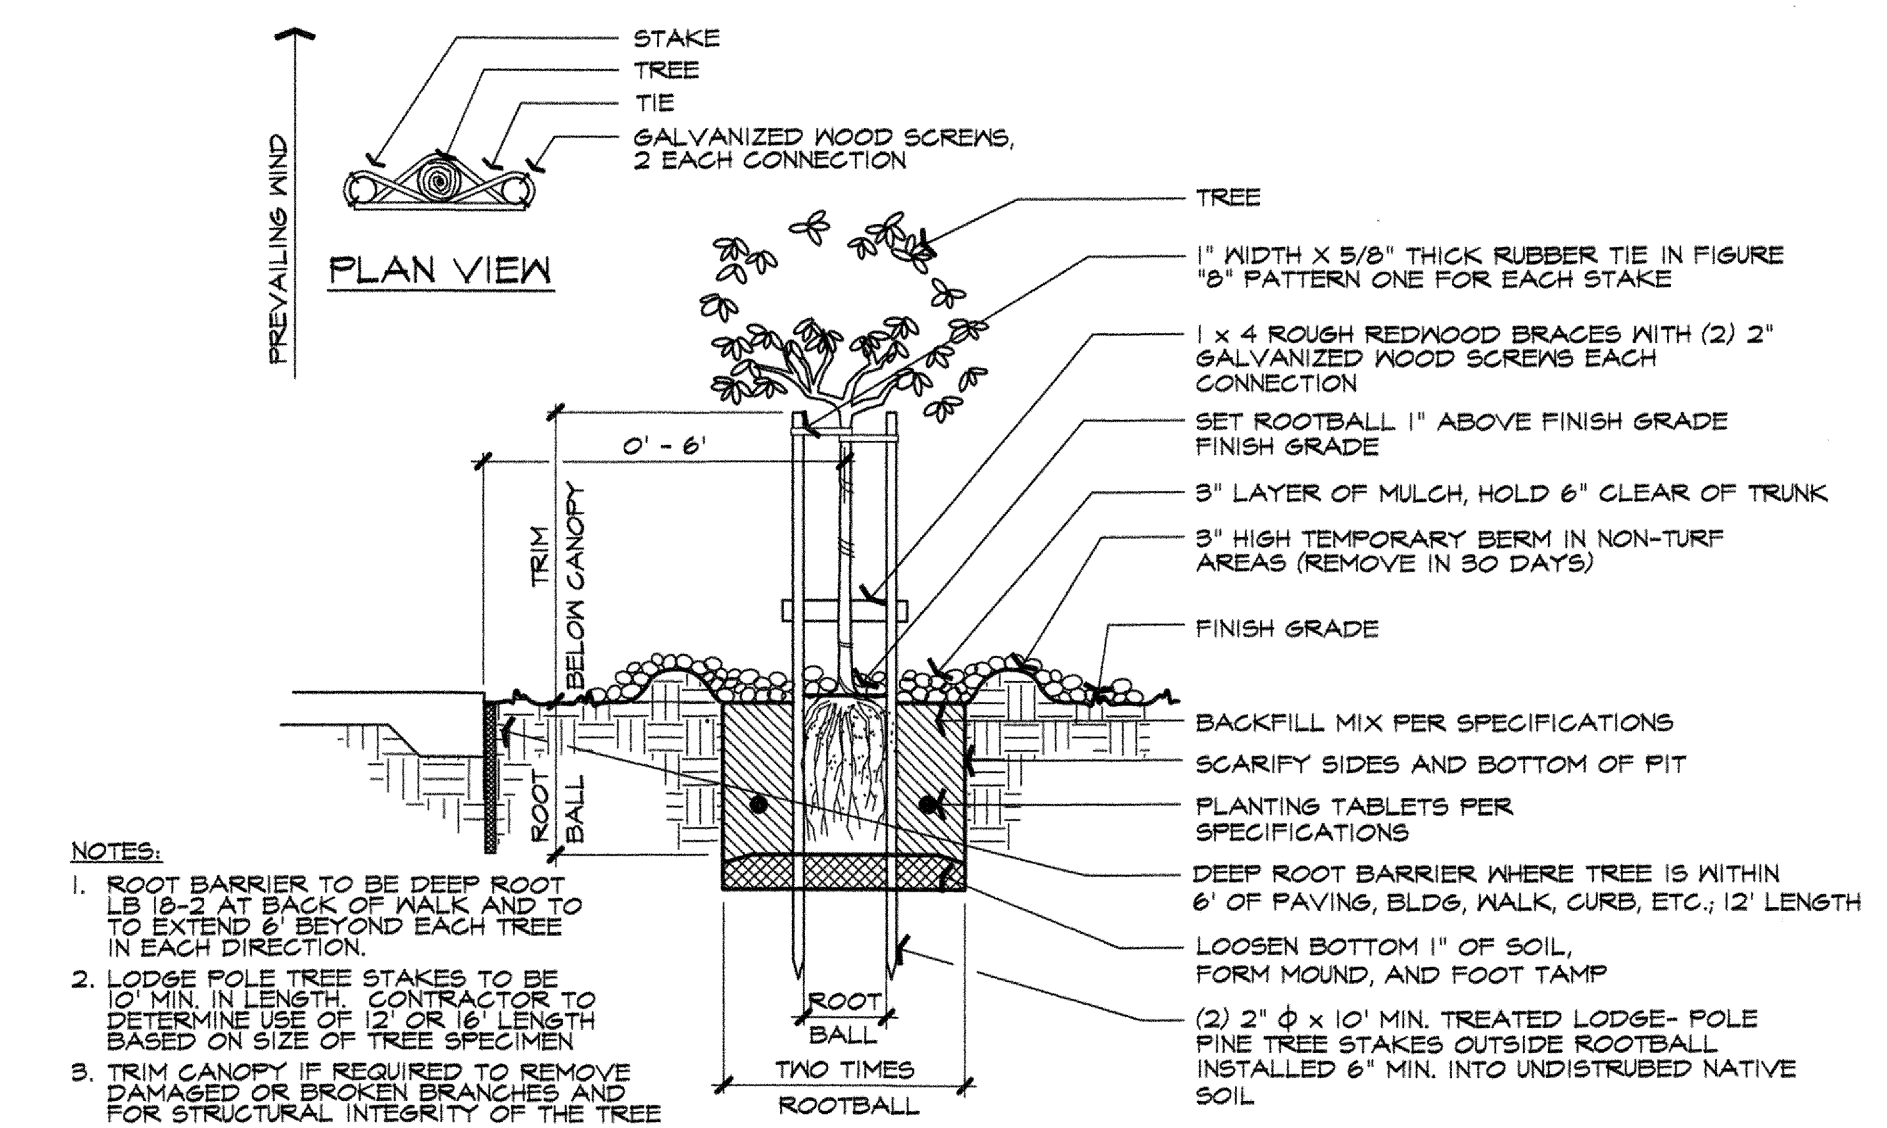 STAKE
TREE
TIE
GALVANIZED WOOD SCREWS,
2 EACH CONNECTION
PREVAILING WIND
PLAN VIEW
TREE
1" WIDTH X 5/8" THICK RUBBER TIE IN FIGURE
"8" PATTERN ONE FOR EACH STAKE
1 x 4 ROUGH REDWOOD BRACES WITH (2) 2"
GALVANIZED WOOD SCREWS EACH
CONNECTION
SET ROOTBALL 1" ABOVE FINISH GRADE
FINISH GRADE
3" LAYER OF MULCH, HOLD 6" CLEAR OF TRUNK
3" HIGH TEMPORARY BERM IN NON-TURF
AREAS (REMOVE IN 30 DAYS)
FINISH GRADE
BACKFILL MIX PER SPECIFICATIONS
SCARIFY SIDES AND BOTTOM OF PIT
PLANTING TABLETS PER
SPECIFICATIONS
DEEP ROOT BARRIER WHERE TREE IS WITHIN
6' OF PAVING, BLDG, WALK, CURB, ETC.; 12' LENGTH
LOOSEN BOTTOM 1" OF SOIL,
FORM MOUND, AND FOOT TAMP
(2) 2" ϕ x 10' MIN. TREATED LODGE- POLE
PINE TREE STAKES OUTSIDE ROOTBALL
INSTALLED 6" MIN. INTO UNDISTRUBED NATIVE
SOIL
0' - 6'
TRIM
BELOW CANOPY
ROOT
BALL
ROOT
BALL
TWO TIMES
ROOTBALL
NOTES:
1. ROOT BARRIER TO BE DEEP ROOT
LB 18-2 AT BACK OF WALK AND TO
TO EXTEND 6' BEYOND EACH TREE
IN EACH DIRECTION.
2. LODGE POLE TREE STAKES TO BE
10' MIN. IN LENGTH. CONTRACTOR TO
DETERMINE USE OF 12' OR 16' LENGTH
BASED ON SIZE OF TREE SPECIMEN
3. TRIM CANOPY IF REQUIRED TO REMOVE
DAMAGED OR BROKEN BRANCHES AND
FOR STRUCTURAL INTEGRITY OF THE TREE